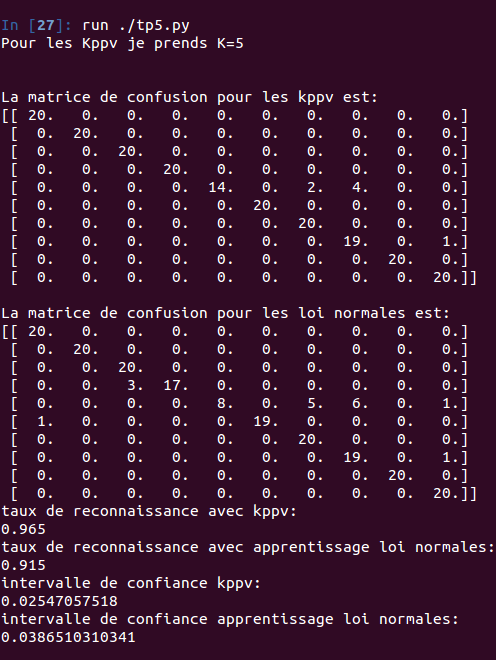 In [27]: run ./tp5.py
Pour les Kppv je prends K=5
La matrice de confusion pour les kppv est:
[[ 20. 0. 0. 0. 0. 0. 0. 0. 0. 0.]
[ 0. 20. 0. 0. 0. 0. 0. 0. 0. 0.]
[ 0. 0. 20. 0. 0. 0. 0. 0. 0. 0.]
[ 0. 0. 0. 20. 0. 0. 0. 0. 0. 0.]
[ 0. 0. 0. 0. 14. 0. 2. 4. 0. 0.]
[ 0. 0. 0. 0. 0. 20. 0. 0. 0. 0.]
[ 0. 0. 0. 0. 0. 0. 20. 0. 0. 0.]
[ 0. 0. 0. 0. 0. 0. 0. 19. 0. 1.]
[ 0. 0. 0. 0. 0. 0. 0. 0. 20. 0.]
[ 0. 0. 0. 0. 0. 0. 0. 0. 0. 20.]]
La matrice de confusion pour les loi normales est:
[[ 20. 0. 0. 0. 0. 0. 0. 0. 0. 0.]
[ 0. 20. 0. 0. 0. 0. 0. 0. 0. 0.]
[ 0. 0. 20. 0. 0. 0. 0. 0. 0. 0.]
[ 0. 0. 3. 17. 0. 0. 0. 0. 0. 0.]
[ 0. 0. 0. 0. 8. 0. 5. 6. 0. 1.]
[ 1. 0. 0. 0. 0. 19. 0. 0. 0. 0.]
[ 0. 0. 0. 0. 0. 0. 20. 0. 0. 0.]
[ 0. 0. 0. 0. 0. 0. 0. 19. 0. 1.]
[ 0. 0. 0. 0. 0. 0. 0. 0. 20. 0.]
[ 0. 0. 0. 0. 0. 0. 0. 0. 0. 20.]]
taux de reconnaissance avec kppv:
0.965
taux de reconnaissance avec apprentissage loi normales:
0.915
intervalle de confiance kppv:
0.02547057518
intervalle de confiance apprentissage loi normales:
0.0386510310341